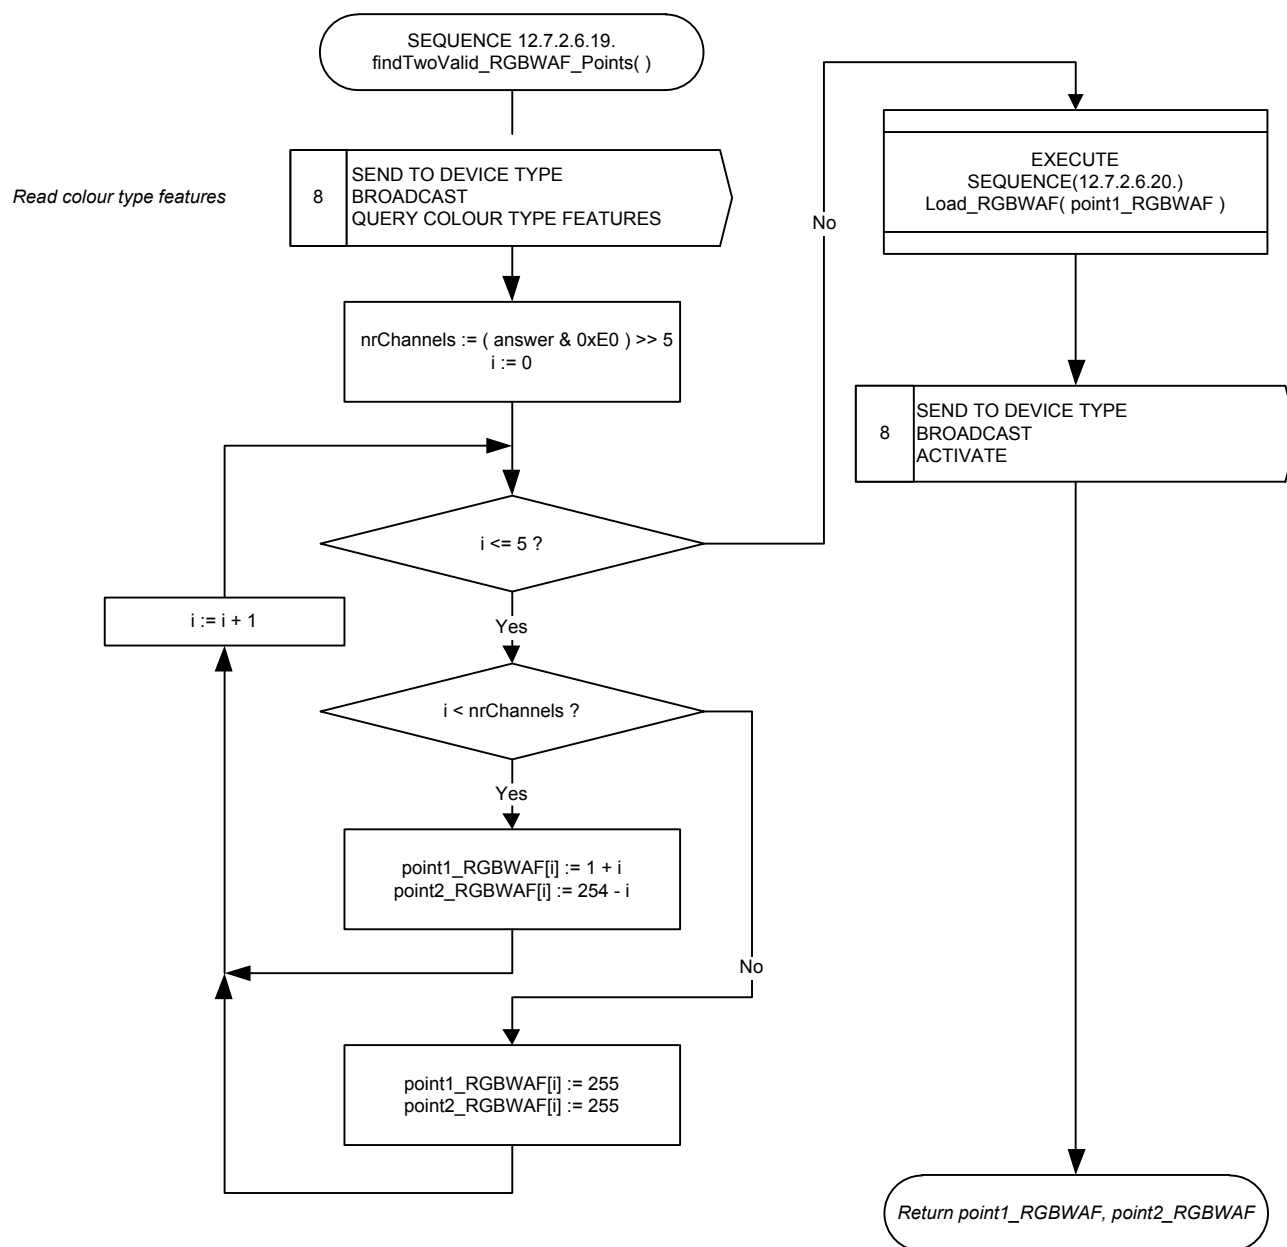 SEQUENCE 12.7.2.6.19.
findTwoValid_RGBWAF_Points( )
Read colour type features
8
SEND TO DEVICE TYPE
BROADCAST
QUERY COLOUR TYPE FEATURES
nrChannels := ( answer & 0xE0 ) >> 5
i := 0
i <= 5 ?
No
Yes
i := i + 1
i < nrChannels ?
Yes
No
point1_RGBWAF[i] := 1 + i
point2_RGBWAF[i] := 254 - i
point1_RGBWAF[i] := 255
point2_RGBWAF[i] := 255
EXECUTE
SEQUENCE(12.7.2.6.20.)
Load_RGBWAF( point1_RGBWAF )
8
SEND TO DEVICE TYPE
BROADCAST
ACTIVATE
Return point1_RGBWAF, point2_RGBWAF